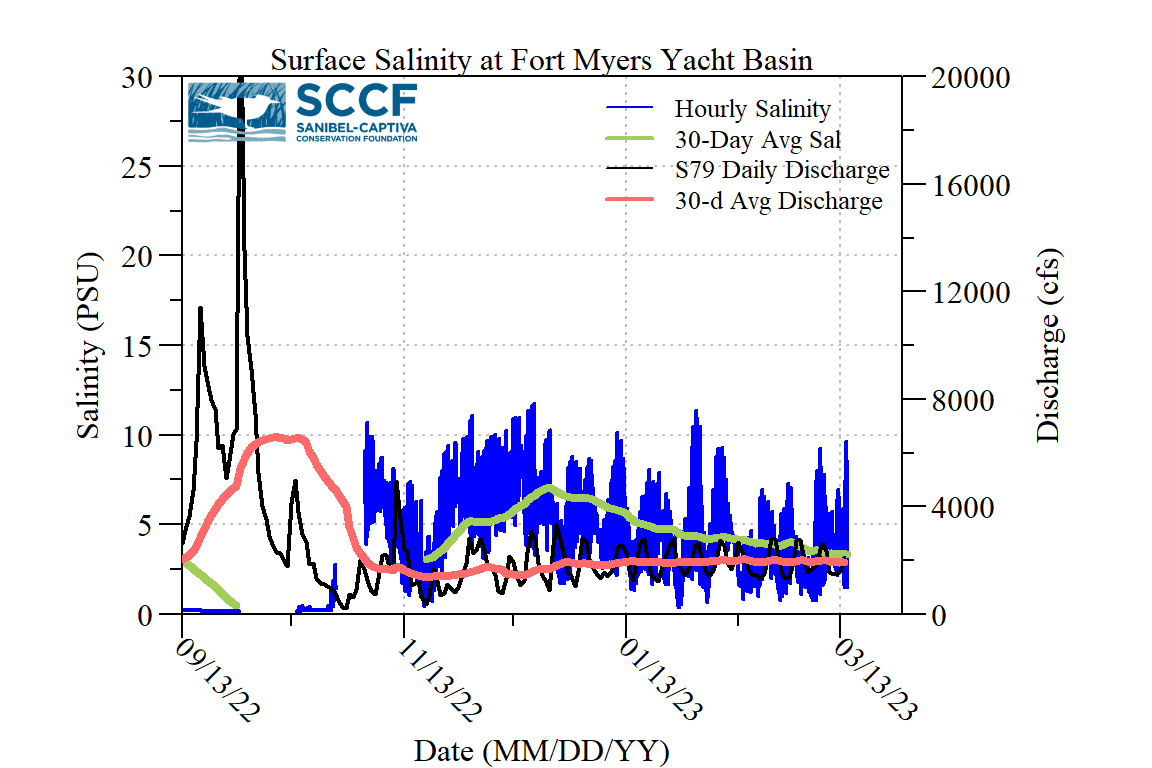 Surface Salinity at Fort Myers Yacht Basin
SCCF
SANIBEL-CAPTIVA
CONSERVATION FOUNDATION
Hourly Salinity
30-Day Avg Sal
S79 Daily Discharge
30-d Avg Discharge
30
25
20
15
10
5
0
Salinity (PSU)
20000
16000
12000
8000
4000
0
Discharge (cfs)
09/13/22
11/13/22
01/13/23
03/13/23
Date (MM/DD/YY)